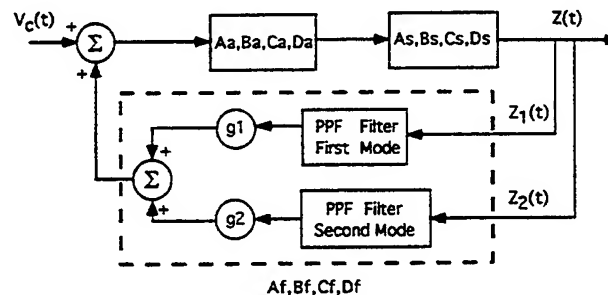 Vc(t)
+
Σ
+
Aa,Ba,Ca,Da
As,Bs,Cs,Ds
Z(t)
g1
PPF Filter
First Mode
Z1(t)
+
Σ
+
g2
PPF Filter
Second Mode
Z2(t)
Af,Bf,Cf,Df